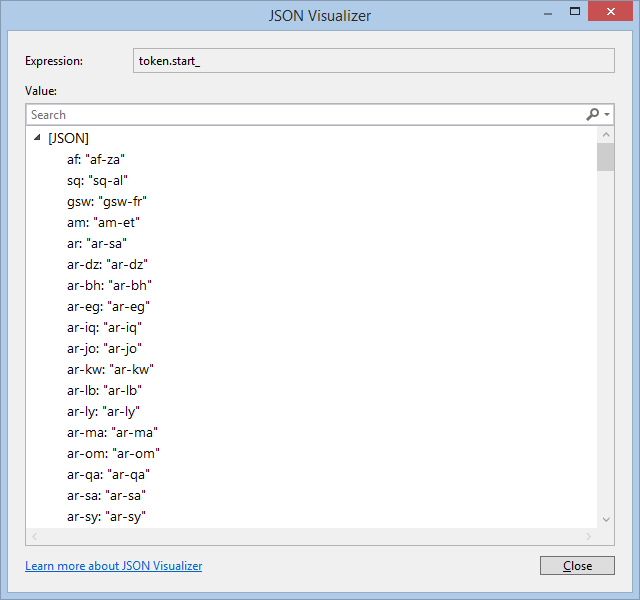 JSON Visualizer
Expression: token.start_
Value:
Search
[JSON]
af: "af-za"
sq: "sq-al"
gsw: "gsw-fr"
am: "am-et"
ar: "ar-sa"
ar-dz: "ar-dz"
ar-bh: "ar-bh"
ar-eg: "ar-eg"
ar-iq: "ar-iq"
ar-jo: "ar-jo"
ar-kw: "ar-kw"
ar-lb: "ar-lb"
ar-ly: "ar-ly"
ar-ma: "ar-ma"
ar-om: "ar-om"
ar-qa: "ar-qa"
ar-sa: "ar-sa"
ar-sy: "ar-sy"
Learn more about JSON Visualizer Close